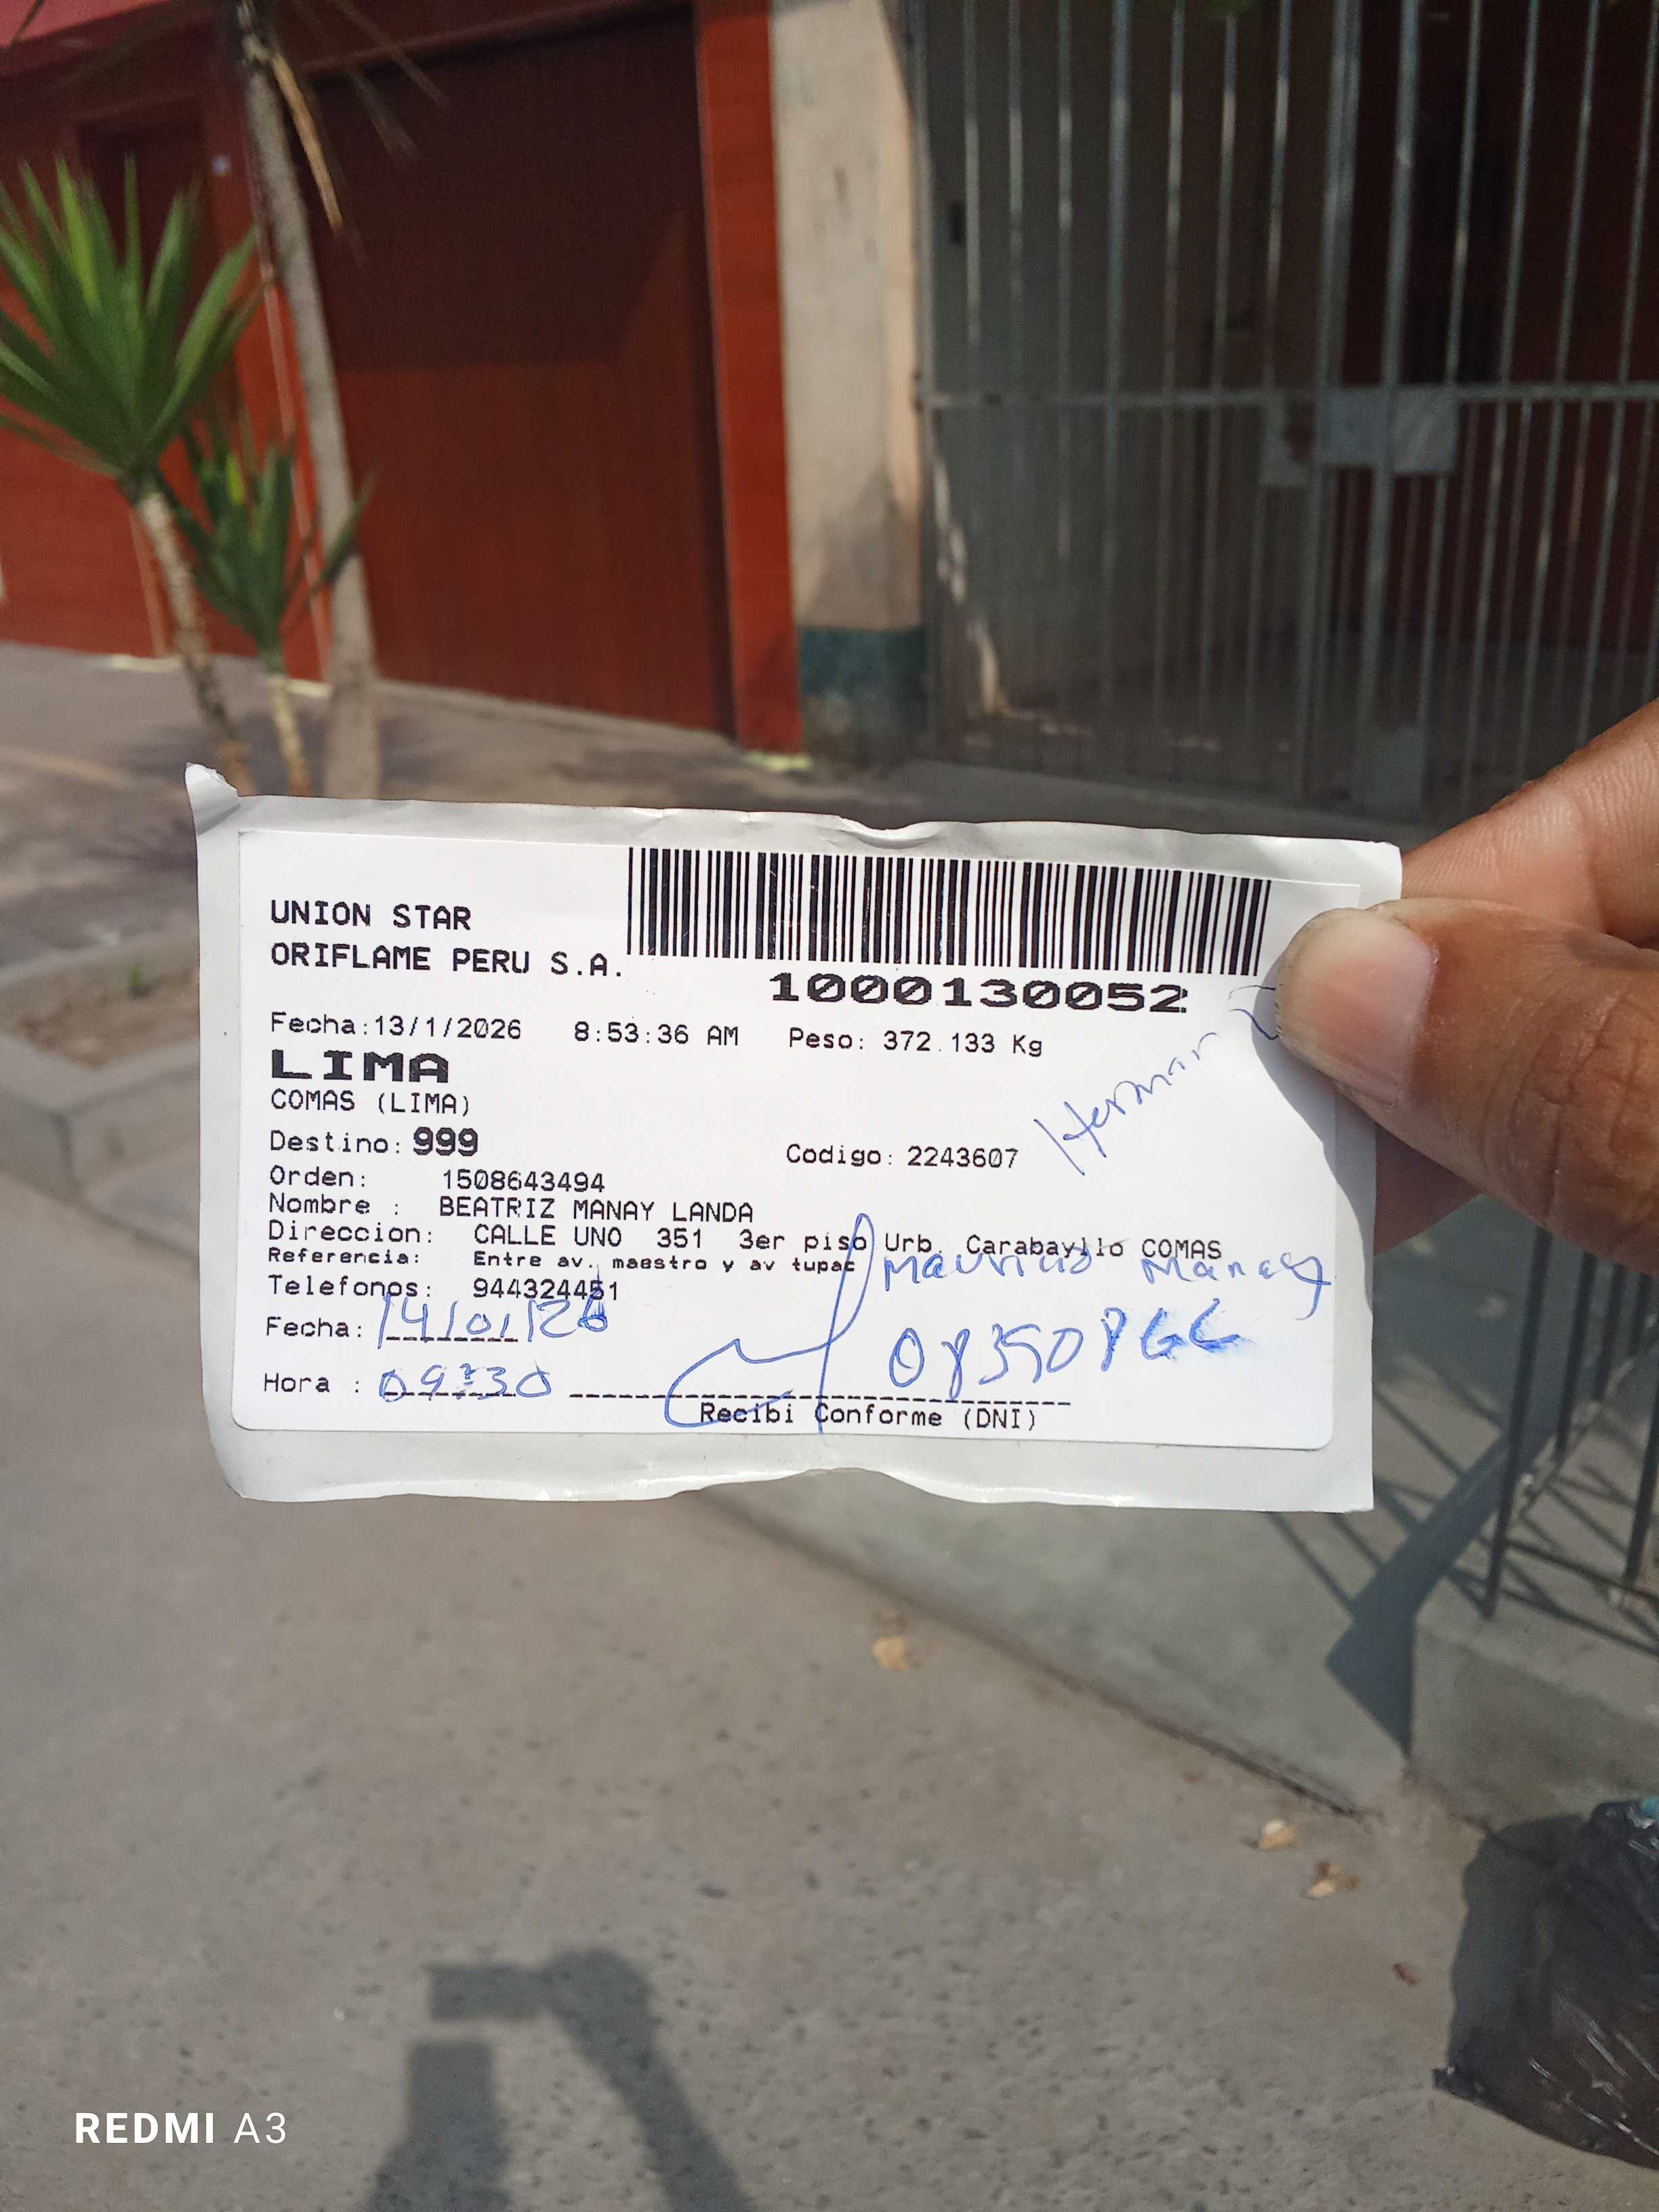 UNION STAR
ORIFLAME PERU S.A.
1000130052
Fecha:13/1/2026 8:53:36 AM Peso: 372.133 Kg
LIMA
COMAS (LIMA)
Herman
Destino: 999 Codigo: 2243607
Orden: 1508643494
Nombre : BEATRIZ MANAY LANDA
Direccion: CALLE UNO 351 3er piso Urb. Carabayllo COMAS
Referencia: Entre av. maestro y av tupac
Mauricio Manay
Telefonos: 944324451
Fecha: 14/01/26
Hora : 09:30
Recibi Conforme (DNI)
REDMI A3